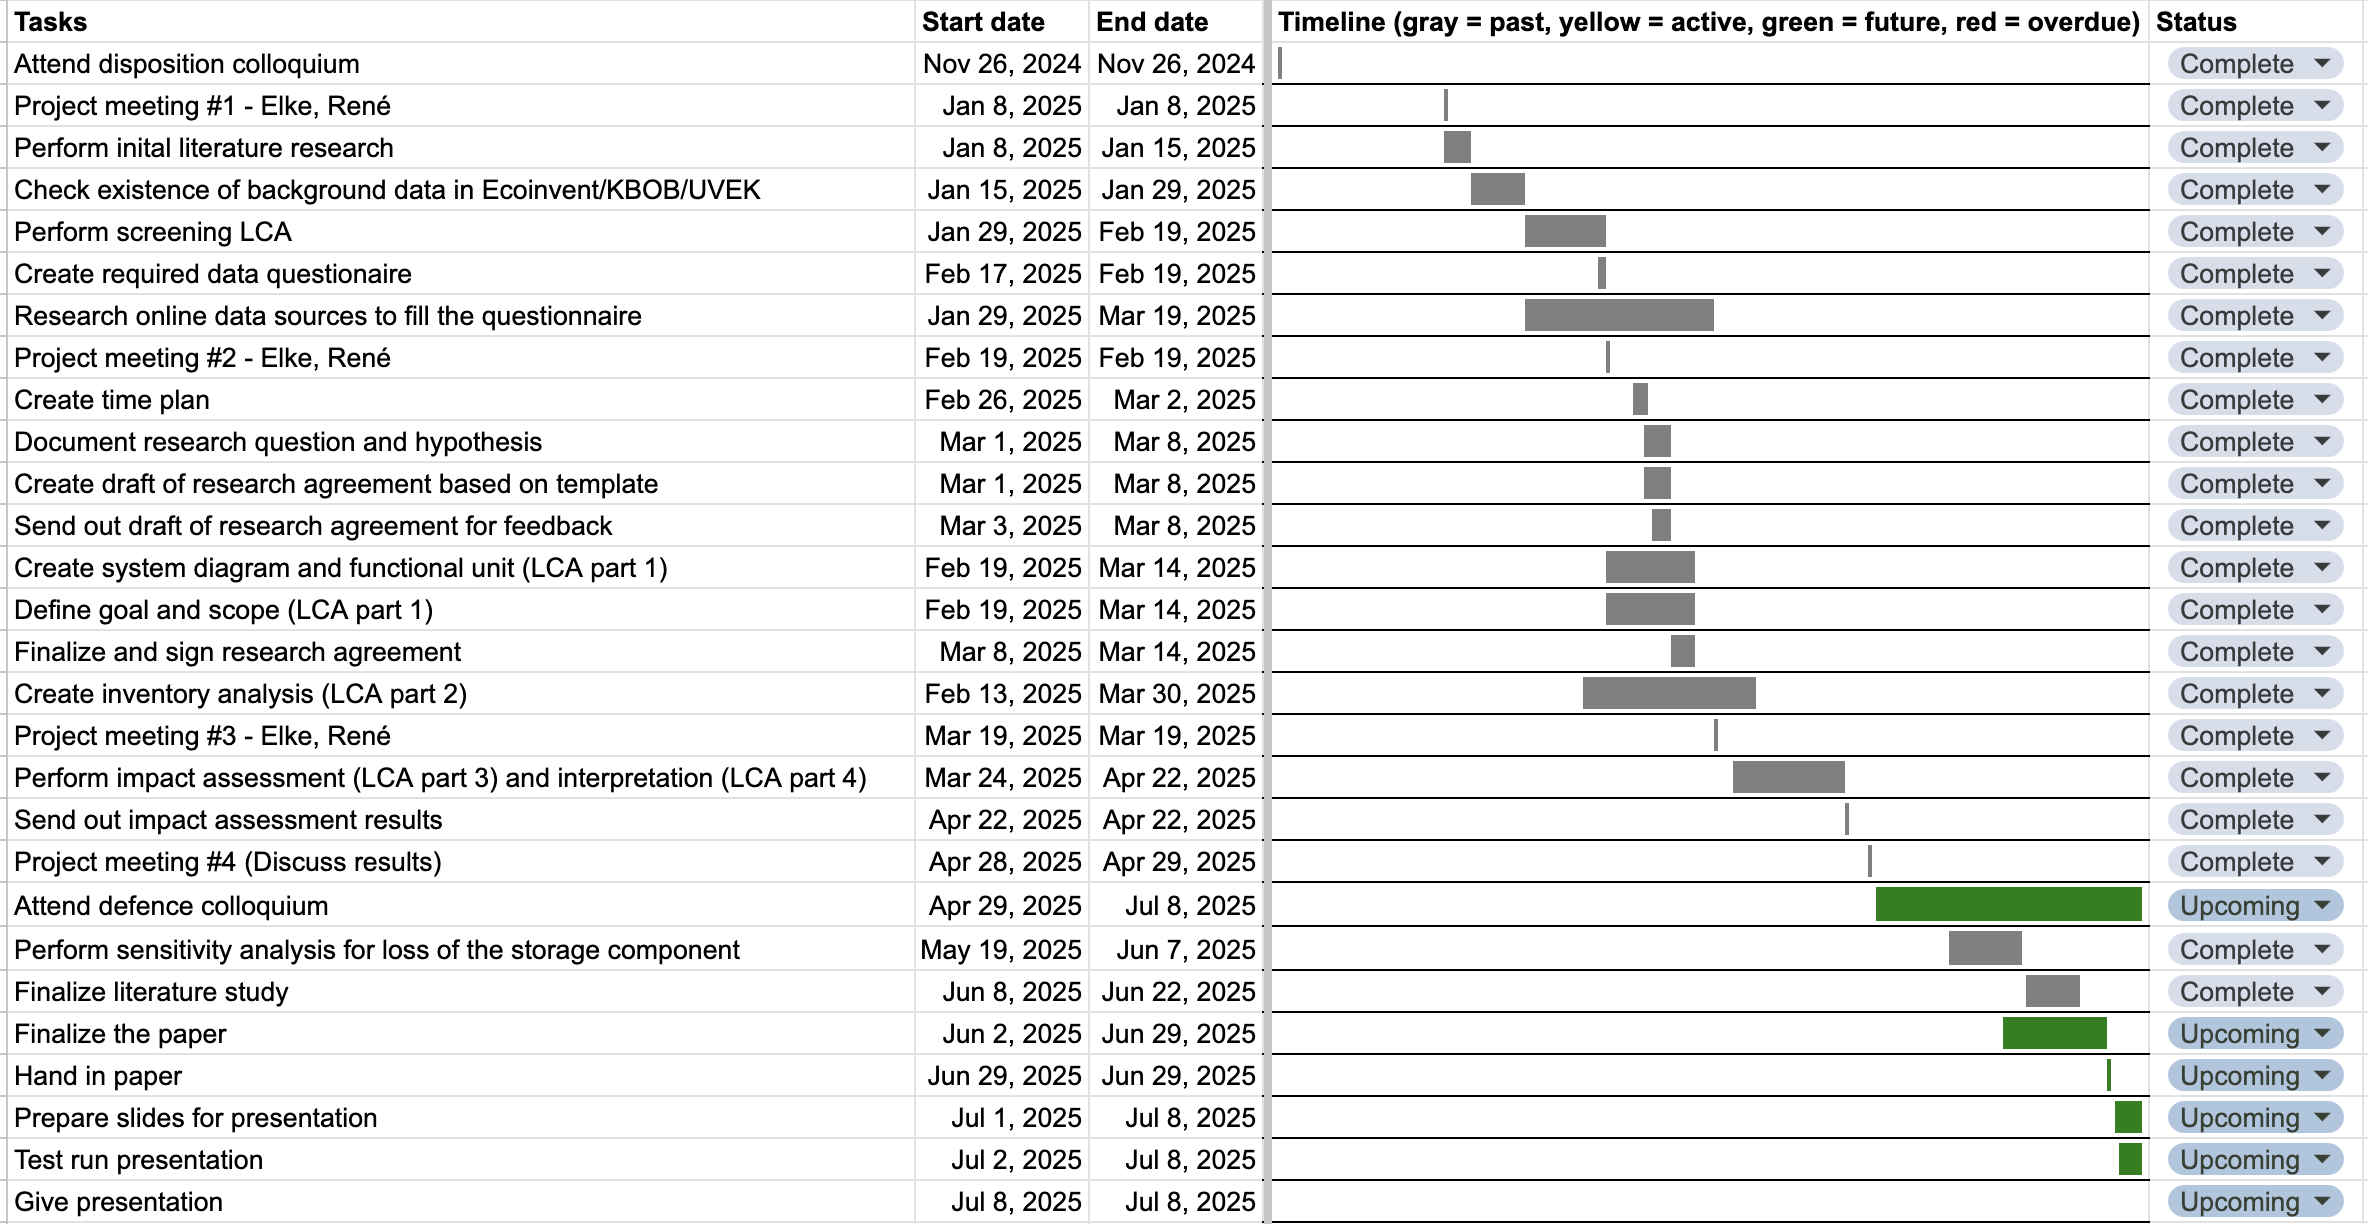 Tasks Start date End date Timeline (gray = past, yellow = active, green = future, red = overdue) Status
Attend disposition colloquium Nov 26, 2024 Nov 26, 2024 Complete
Project meeting #1 - Elke, René Jan 8, 2025 Jan 8, 2025 Complete
Perform inital literature research Jan 8, 2025 Jan 15, 2025 Complete
Check existence of background data in Ecoinvent/KBOB/UVEK Jan 15, 2025 Jan 29, 2025 Complete
Perform screening LCA Jan 29, 2025 Feb 19, 2025 Complete
Create required data questionaire Feb 17, 2025 Feb 19, 2025 Complete
Research online data sources to fill the questionnaire Jan 29, 2025 Mar 19, 2025 Complete
Project meeting #2 - Elke, René Feb 19, 2025 Feb 19, 2025 Complete
Create time plan Feb 26, 2025 Mar 2, 2025 Complete
Document research question and hypothesis Mar 1, 2025 Mar 8, 2025 Complete
Create draft of research agreement based on template Mar 1, 2025 Mar 8, 2025 Complete
Send out draft of research agreement for feedback Mar 3, 2025 Mar 8, 2025 Complete
Create system diagram and functional unit (LCA part 1) Feb 19, 2025 Mar 14, 2025 Complete
Define goal and scope (LCA part 1) Feb 19, 2025 Mar 14, 2025 Complete
Finalize and sign research agreement Mar 8, 2025 Mar 14, 2025 Complete
Create inventory analysis (LCA part 2) Feb 13, 2025 Mar 30, 2025 Complete
Project meeting #3 - Elke, René Mar 19, 2025 Mar 19, 2025 Complete
Perform impact assessment (LCA part 3) and interpretation (LCA part 4) Mar 24, 2025 Apr 22, 2025 Complete
Send out impact assessment results Apr 22, 2025 Apr 22, 2025 Complete
Project meeting #4 (Discuss results) Apr 28, 2025 Apr 29, 2025 Complete
Attend defence colloquium Apr 29, 2025 Jul 8, 2025 Upcoming
Perform sensitivity analysis for loss of the storage component May 19, 2025 Jun 7, 2025 Complete
Finalize literature study Jun 8, 2025 Jun 22, 2025 Complete
Finalize the paper Jun 2, 2025 Jun 29, 2025 Upcoming
Hand in paper Jun 29, 2025 Jun 29, 2025 Upcoming
Prepare slides for presentation Jul 1, 2025 Jul 8, 2025 Upcoming
Test run presentation Jul 2, 2025 Jul 8, 2025 Upcoming
Give presentation Jul 8, 2025 Jul 8, 2025 Upcoming